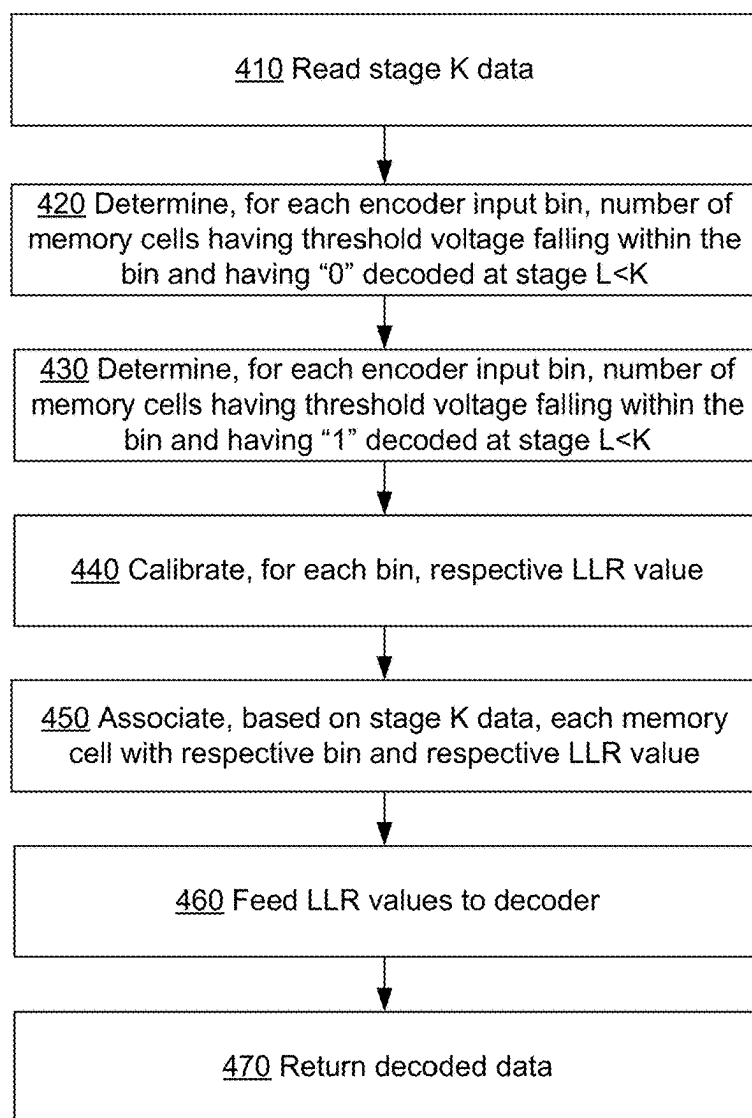 410 Read stage K data
420 Determine, for each encoder input bin, number of
memory cells having threshold voltage falling within the
bin and having "0" decoded at stage L<K
430 Determine, for each encoder input bin, number of
memory cells having threshold voltage falling within the
bin and having "1" decoded at stage L<K
440 Calibrate, for each bin, respective LLR value
450 Associate, based on stage K data, each memory
cell with respective bin and respective LLR value
460 Feed LLR values to decoder
470 Return decoded data